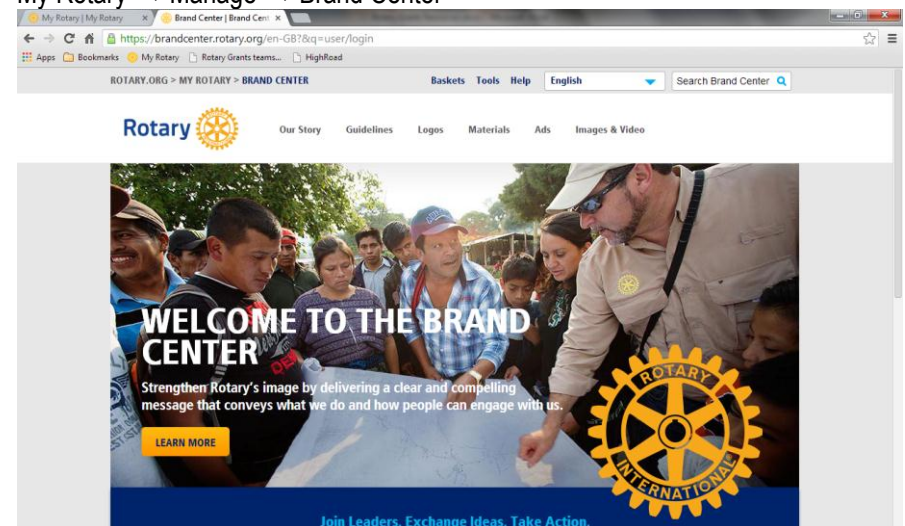 My Rotary --> Manage --> Brand Center
My Rotary | My Rotary
Brand Center | Brand Cent
https://brandcenter.rotary.org/en-GB?&q=user/login
Apps Bookmarks My Rotary Rotary Grants teams... HighRoad
ROTARY.ORG > MY ROTARY > BRAND CENTER Baskets Tools Help English Search Brand Center
Rotary Our Story Guidelines Logos Materials Ads Images & Video
WELCOME TO THE BRAND
CENTER
Strengthen Rotary's image by delivering a clear and compelling
message that conveys what we do and how people can engage with us.
LEARN MORE
ROTARY
INTERNATIONAL
Join Leaders. Exchange Ideas. Take Action.